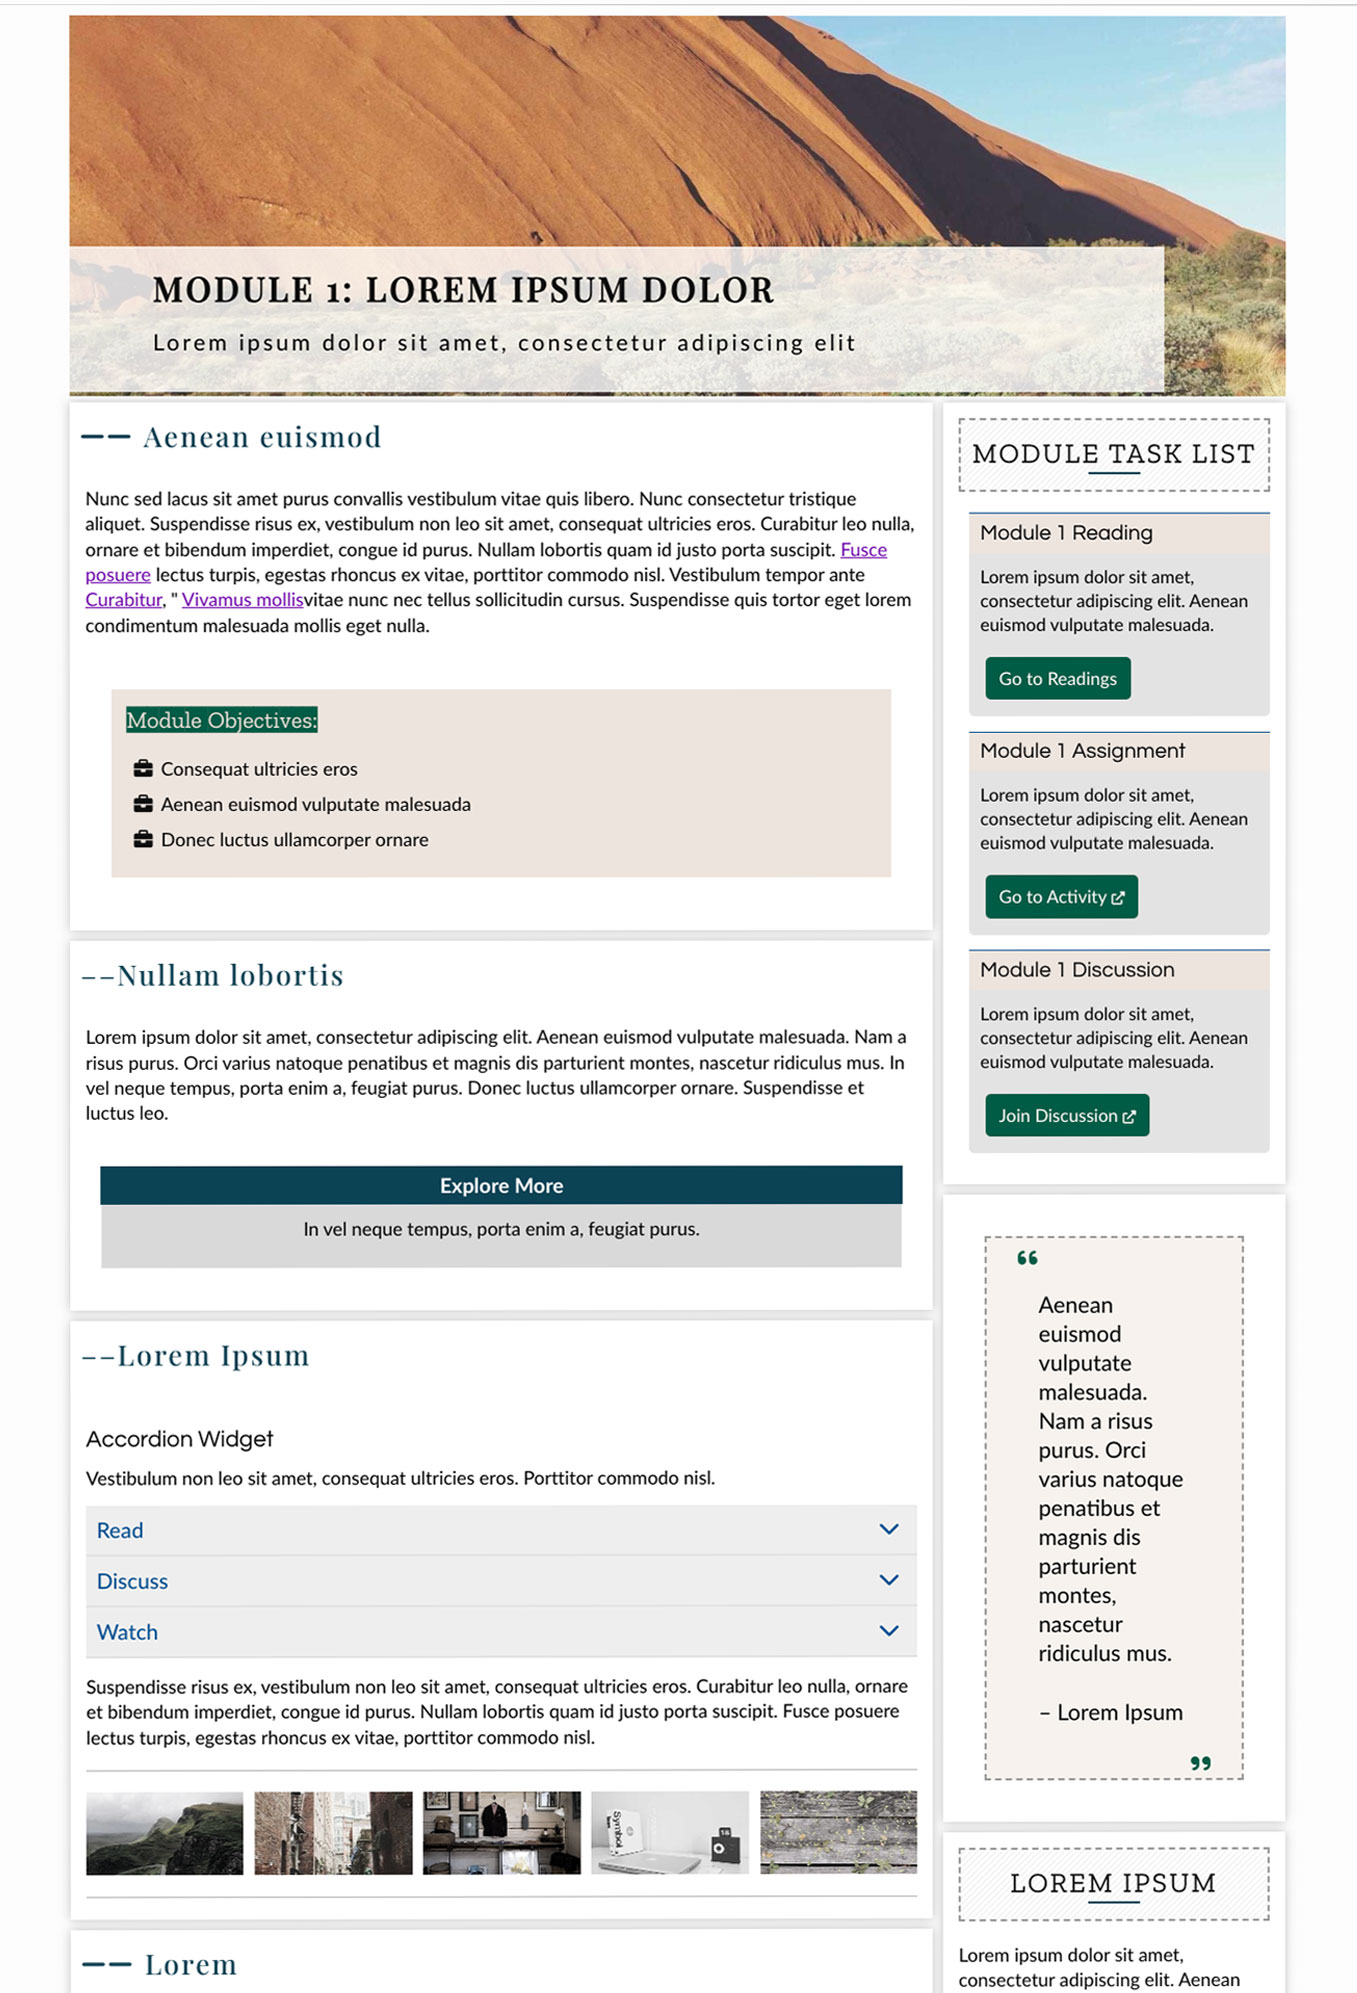 MODULE 1: LOREM IPSUM DOLOR
Lorem ipsum dolor sit amet, consectetur adipiscing elit
—— Aenean euismod
Nunc sed lacus sit amet purus convallis vestibulum vitae quis libero. Nunc consectetur tristique
aliquet. Suspendisse risus ex, vestibulum non leo sit amet, consequat ultricies eros. Curabitur leo nulla,
ornare et bibendum imperdiet, congue id purus. Nullam lobortis quam id justo porta suscipit. Fusce
posuere lectus turpis, egestas rhoncus ex vitae, porttitor commodo nisl. Vestibulum tempor ante
Curabitur, " Vivamus mollisvitae nunc nec tellus sollicitudin cursus. Suspendisse quis tortor eget lorem
condimentum malesuada mollis eget nulla.
Module Objectives:
Consequat ultricies eros
Aenean euismod vulputate malesuada
Donec luctus ullamcorper ornare
––Nullam lobortis
Lorem ipsum dolor sit amet, consectetur adipiscing elit. Aenean euismod vulputate malesuada. Nam a
risus purus. Orci varius natoque penatibus et magnis dis parturient montes, nascetur ridiculus mus. In
vel neque tempus, porta enim a, feugiat purus. Donec luctus ullamcorper ornare. Suspendisse et
luctus leo.
Explore More
In vel neque tempus, porta enim a, feugiat purus.
––Lorem Ipsum
Accordion Widget
Vestibulum non leo sit amet, consequat ultricies eros. Porttitor commodo nisl.
Read
Discuss
Watch
Suspendisse risus ex, vestibulum non leo sit amet, consequat ultricies eros. Curabitur leo nulla, ornare
et bibendum imperdiet, congue id purus. Nullam lobortis quam id justo porta suscipit. Fusce posuere
lectus turpis, egestas rhoncus ex vitae, porttitor commodo nisl.
Symbol
—— Lorem
MODULE TASK LIST
Module 1 Reading
Lorem ipsum dolor sit amet,
consectetur adipiscing elit. Aenean
euismod vulputate malesuada.
Go to Readings
Module 1 Assignment
Lorem ipsum dolor sit amet,
consectetur adipiscing elit. Aenean
euismod vulputate malesuada.
Go to Activity
Module 1 Discussion
Lorem ipsum dolor sit amet,
consectetur adipiscing elit. Aenean
euismod vulputate malesuada.
Join Discussion
“
Aenean
euismod
vulputate
malesuada.
Nam a risus
purus. Orci
varius natoque
penatibus et
magnis dis
parturient
montes,
nascetur
ridiculus mus.
– Lorem Ipsum
”
LOREM IPSUM
Lorem ipsum dolor sit amet,
consectetur adipiscing elit. Aenean